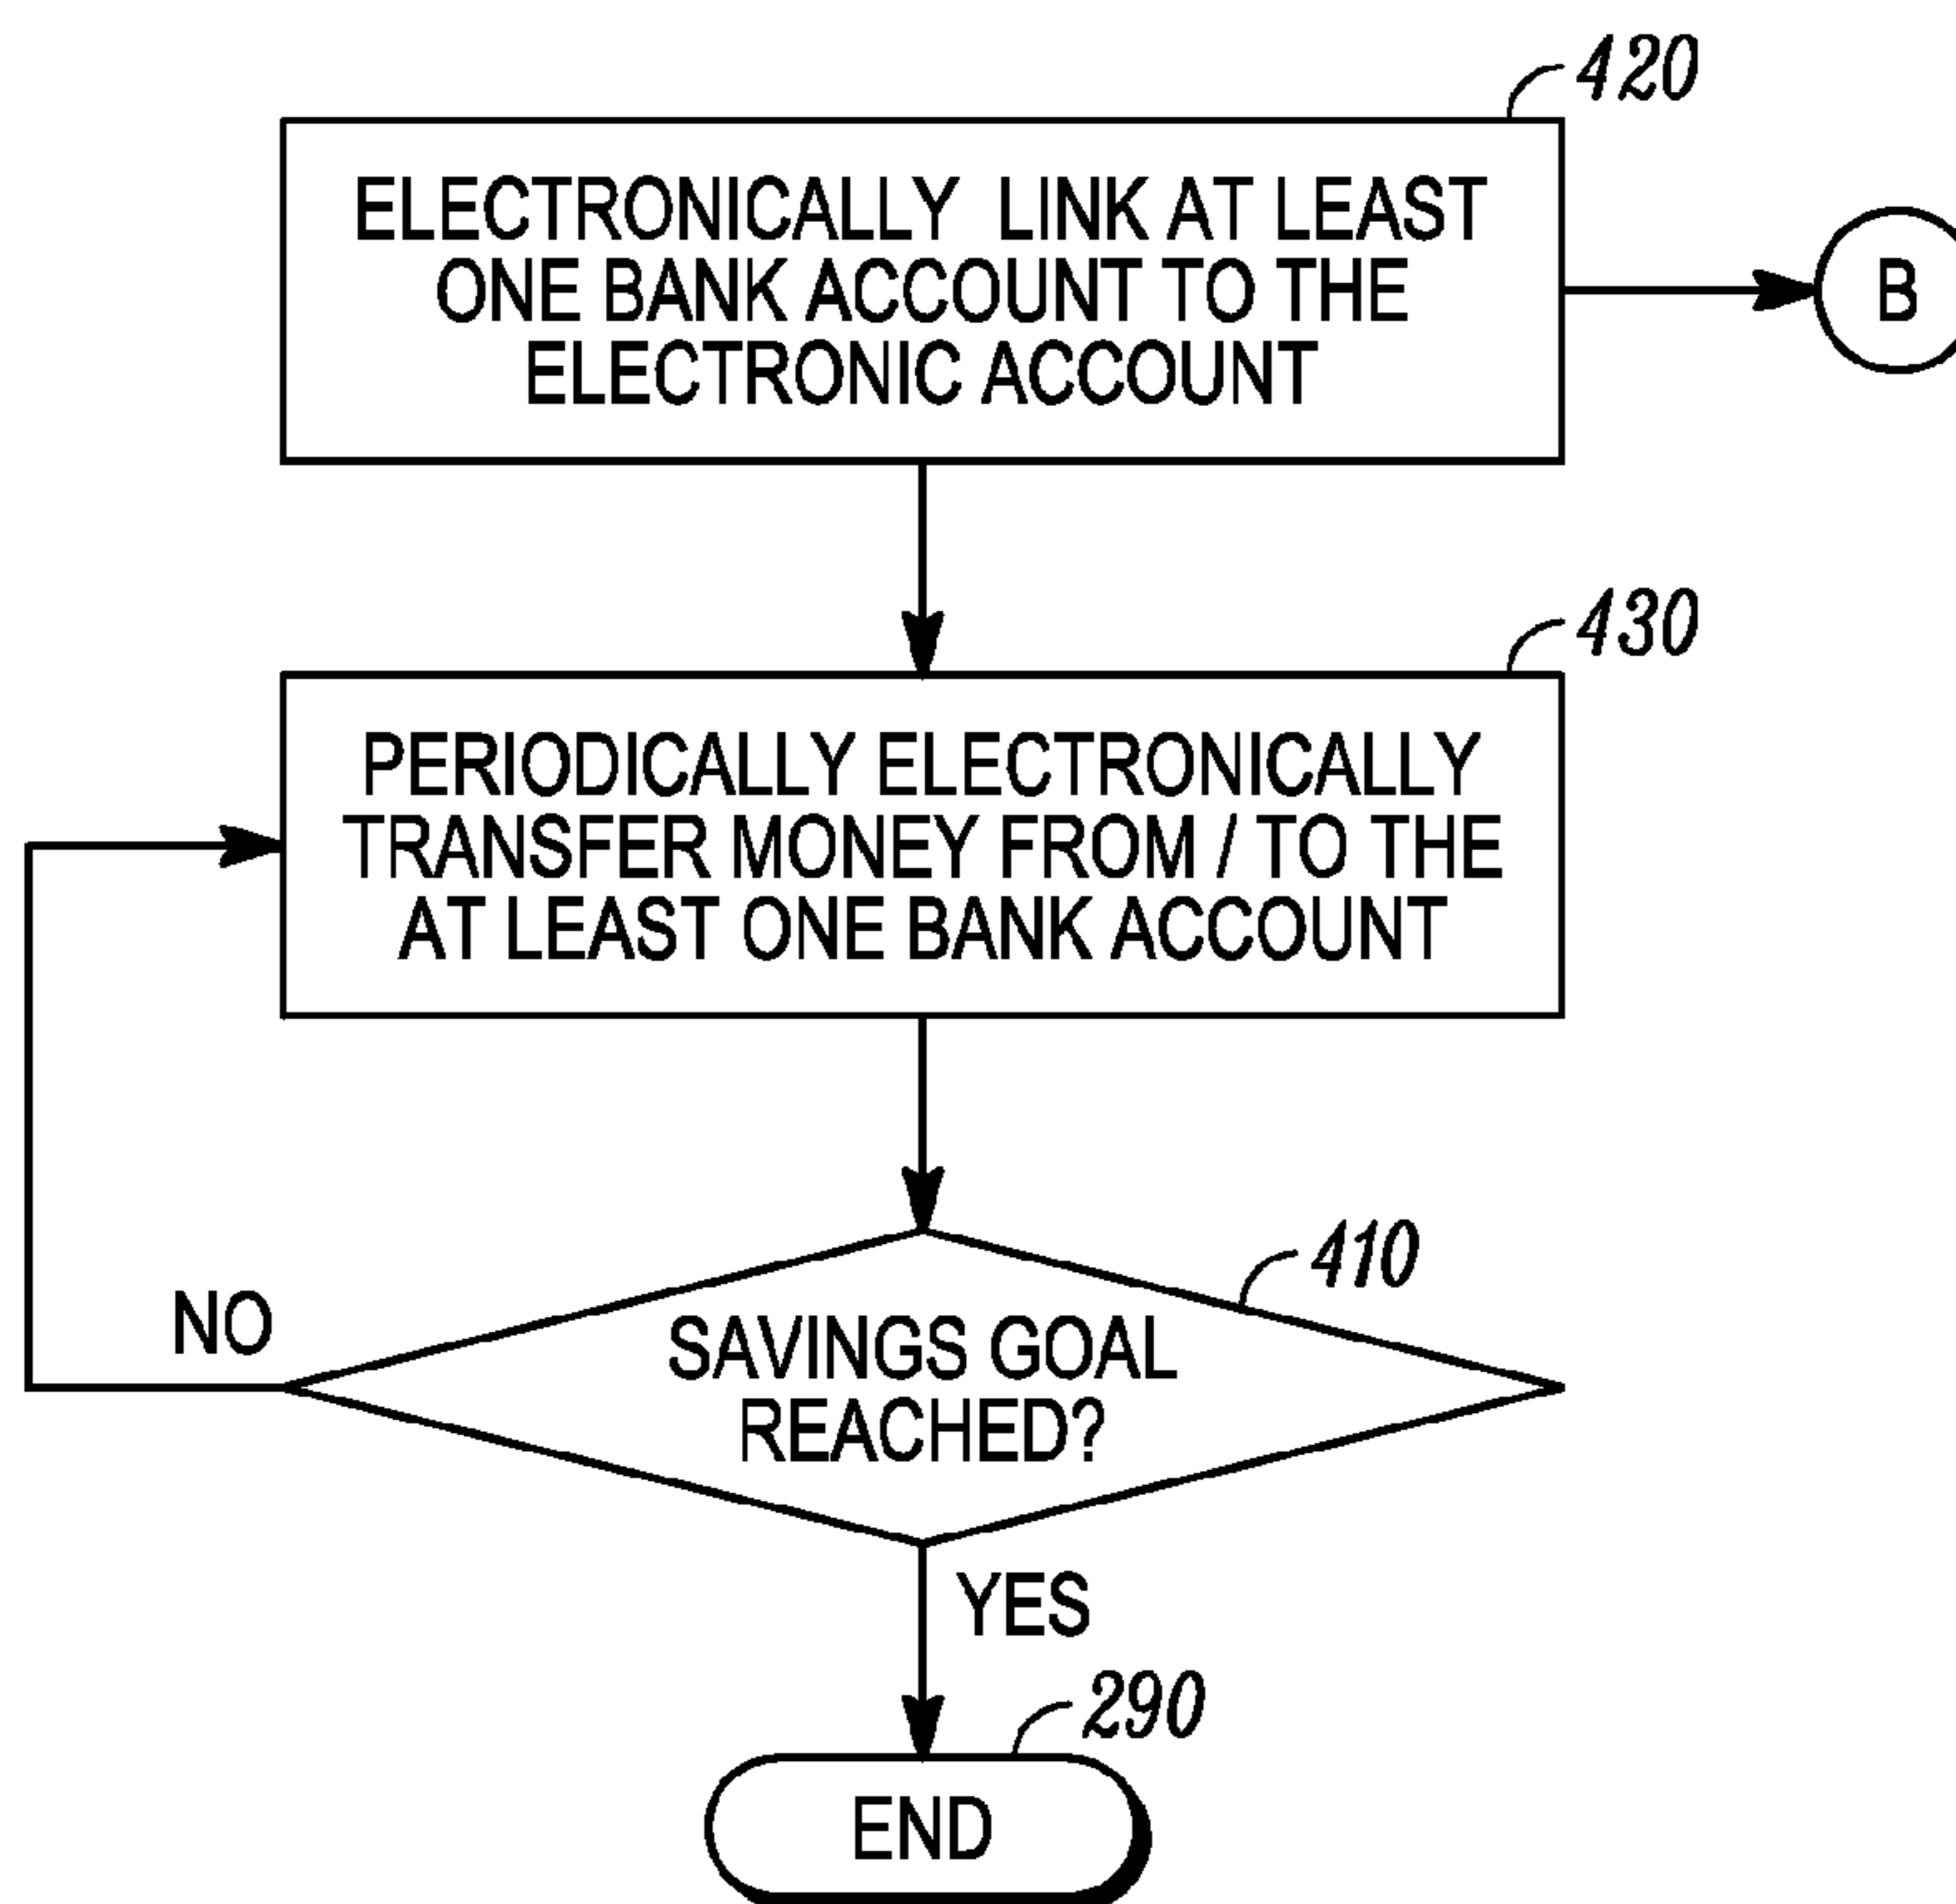 420
ELECTRONICALLY LINK AT LEAST
ONE BANK ACCOUNT TO THE
ELECTRONIC ACCOUNT
B
430
PERIODICALLY ELECTRONICALLY
TRANSFER MONEY FROM / TO THE
AT LEAST ONE BANK ACCOUNT
410
NO
SAVINGS GOAL
REACHED?
YES
290
END